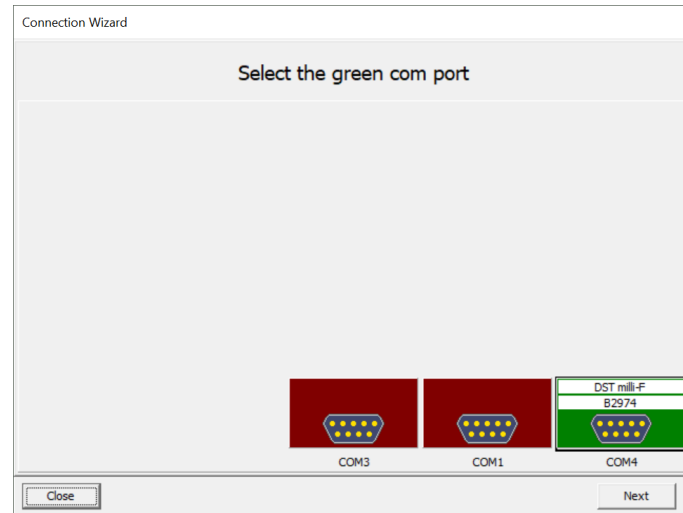 Connection Wizard
Select the green com port
DST milli-F
B2974
COM3
COM1
COM4
Close
Next